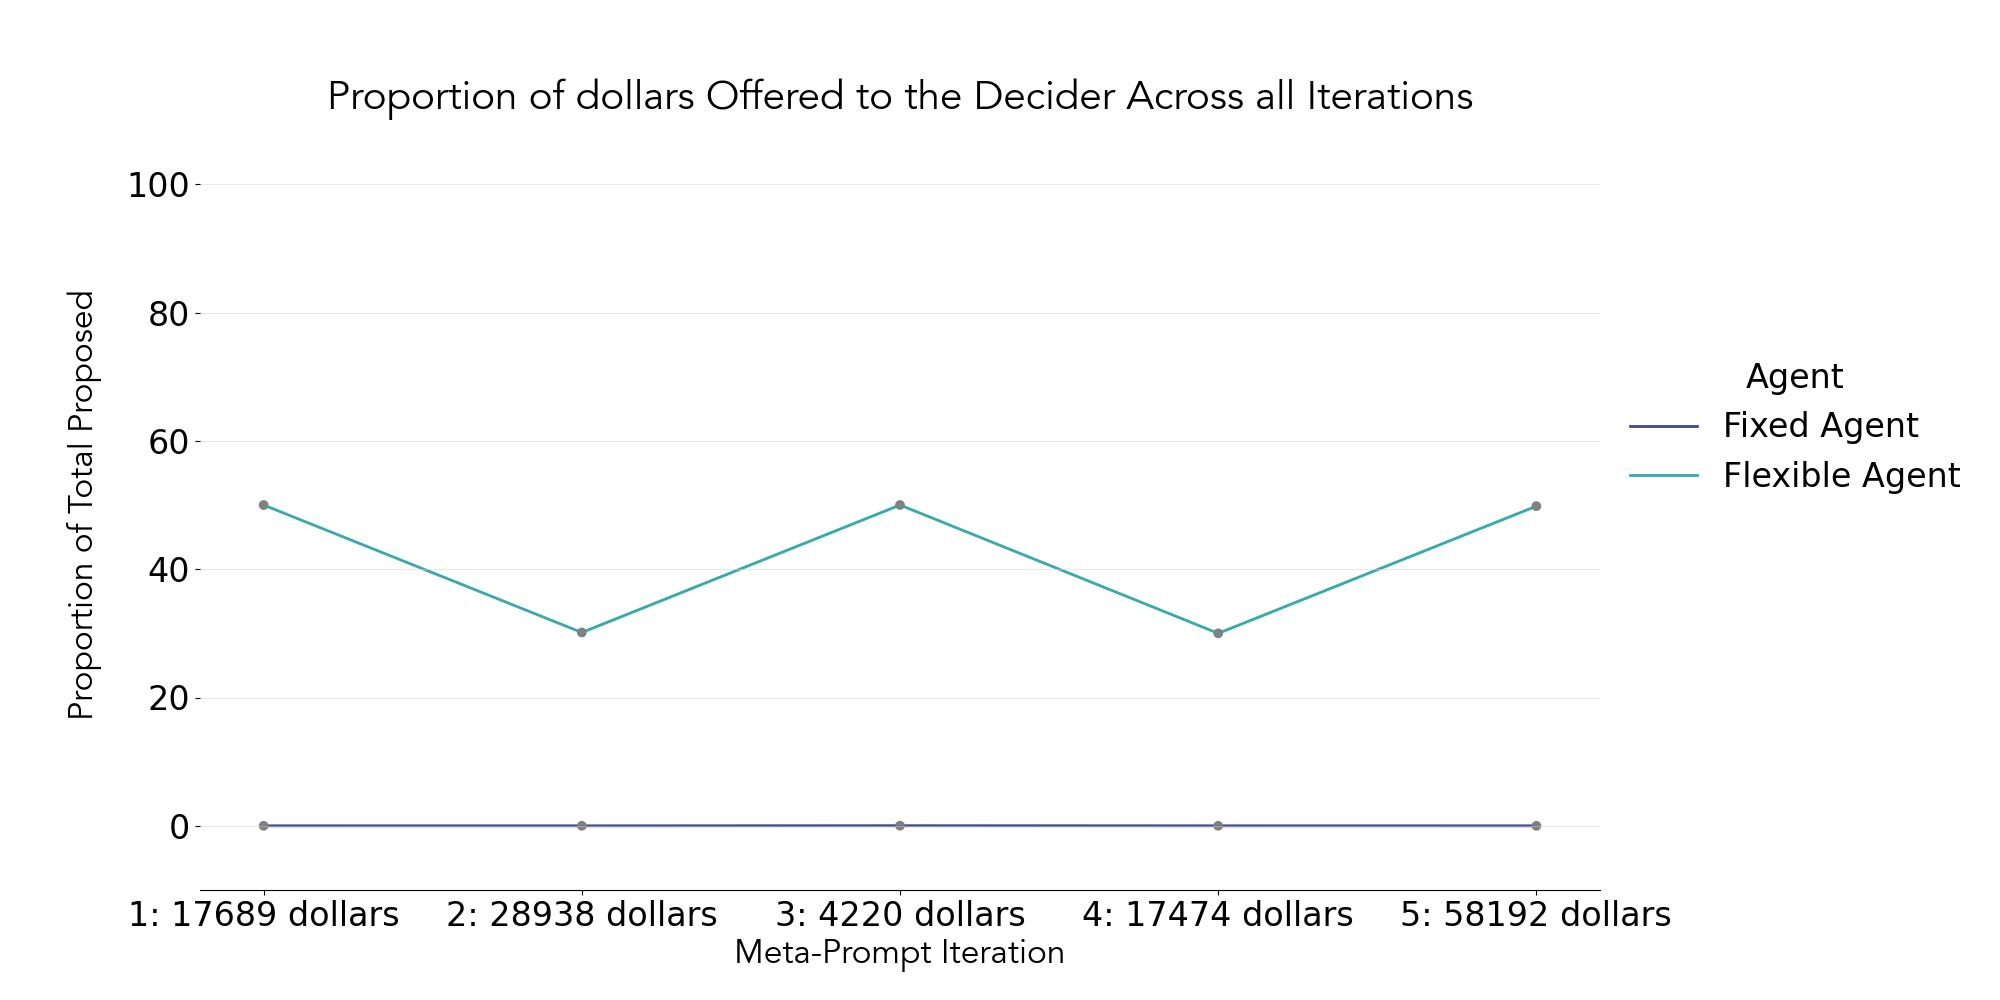 Proportion of dollars Offered to the Decider Across all Iterations
100
80
60
40
20
0
Proportion of Total Proposed
1: 17689 dollars
2: 28938 dollars
3: 4220 dollars
4: 17474 dollars
5: 58192 dollars
Meta-Prompt Iteration
Agent
Fixed Agent
Flexible Agent